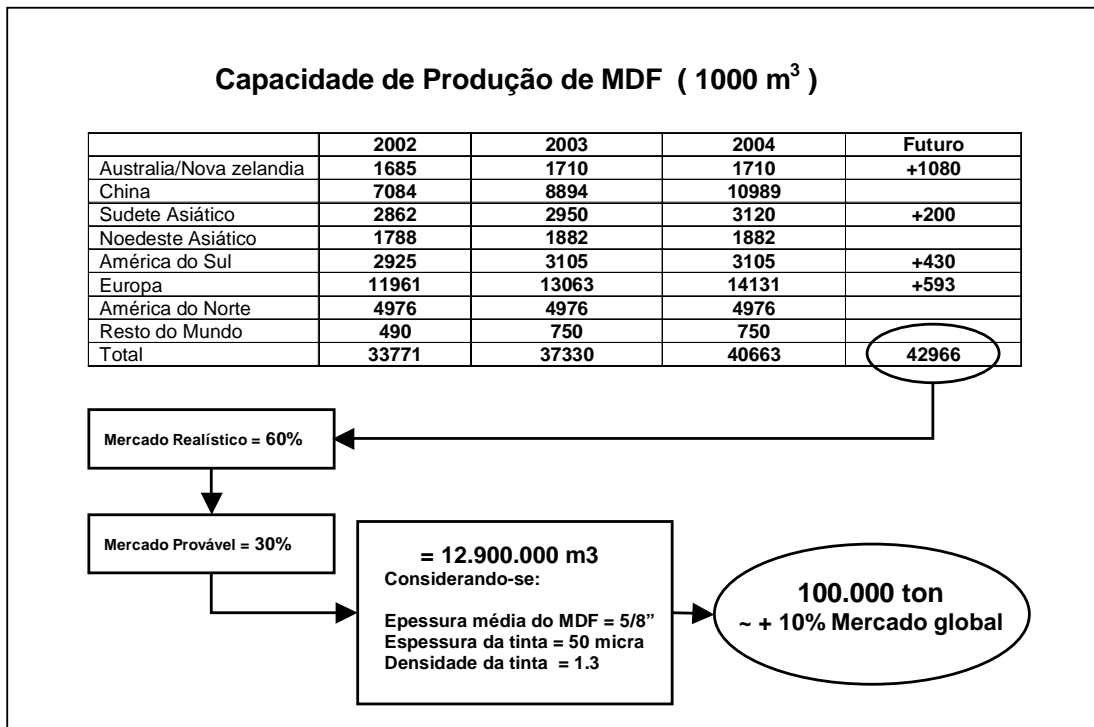 Capacidade de Produção de MDF ( 1000 m³ )
2002 2003 2004 Futuro
Australia/Nova zelandia 1685 1710 1710 +1080
China 7084 8894 10989
Sudete Asiático 2862 2950 3120 +200
Noedeste Asiático 1788 1882 1882
América do Sul 2925 3105 3105 +430
Europa 11961 13063 14131 +593
América do Norte 4976 4976 4976
Resto do Mundo 490 750 750
Total 33771 37330 40663 42966
Mercado Realístico = 60%
Mercado Provável = 30%
= 12.900.000 m3
Considerando-se:
Epessura média do MDF = 5/8”
Espessura da tinta = 50 micra
Densidade da tinta = 1.3
100.000 ton
~ + 10% Mercado global